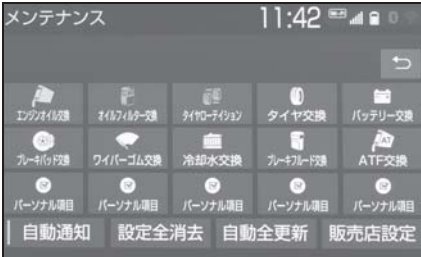 メンテナンス 11:42
エンジンオイル交換 オイルフィルター交換 タイヤローテイション タイヤ交換 バッテリー交換
ブレーキパッド交換 ワイパーゴム交換 冷却水交換 ブレーキフルード交換 ATF交換
パーソナル項目 パーソナル項目 パーソナル項目 パーソナル項目 パーソナル項目
自動通知 設定全消去 自動全更新 販売店設定